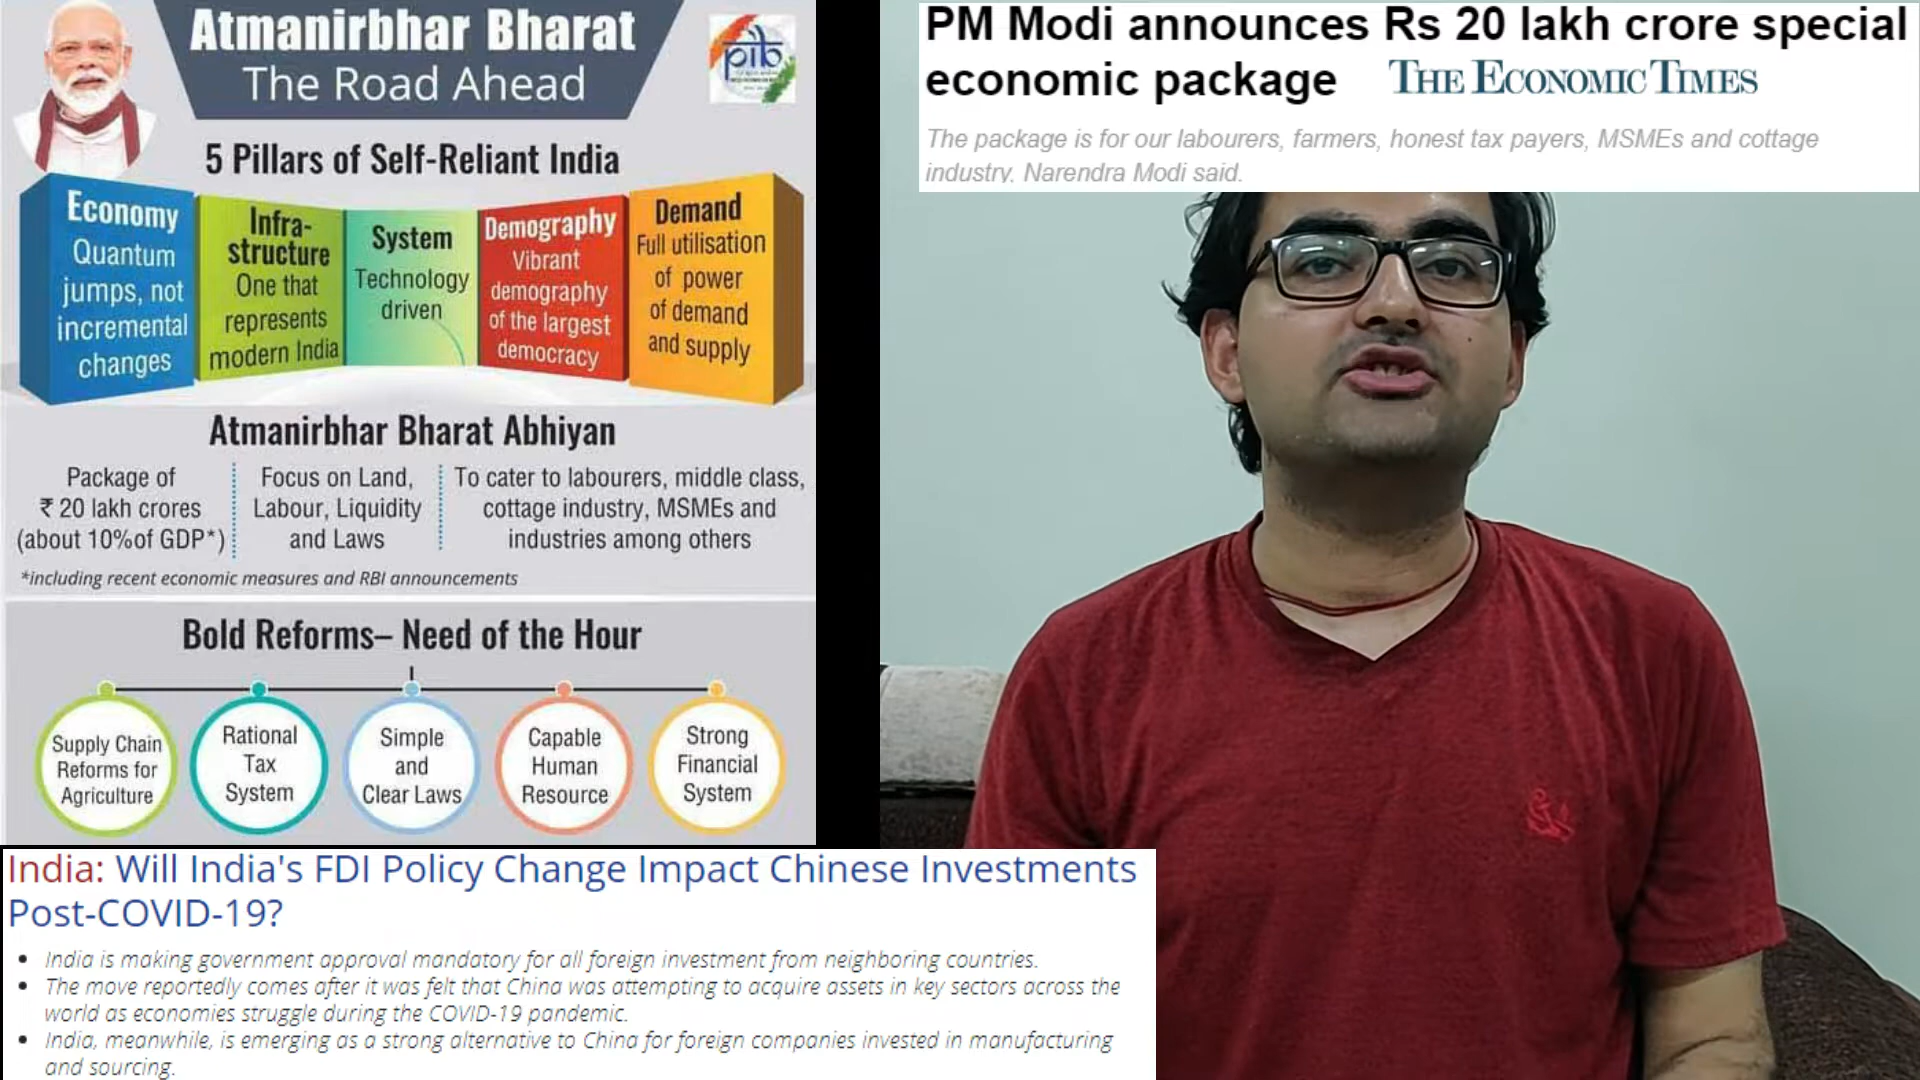 Atmanirbhar Bharat
The Road Ahead
pib
5 Pillars of Self-Reliant India
Economy
Quantum
jumps, not
incremental
changes
Infra-
structure
One that
represents
modern India
System
Technology
driven
Demography
Vibrant
demography
of the largest
democracy
Demand
Full utilisation
of power
of demand
and supply
Atmanirbhar Bharat Abhiyan
Package of
₹ 20 lakh crores
(about 10%of GDP*)
Focus on Land,
Labour, Liquidity
and Laws
To cater to labourers, middle class,
cottage industry, MSMEs and
industries among others
*including recent economic measures and RBI announcements
Bold Reforms– Need of the Hour
Supply Chain
Reforms for
Agriculture
Rational
Tax
System
Simple
and
Clear Laws
Capable
Human
Resource
Strong
Financial
System
PM Modi announces Rs 20 lakh crore special
economic package THE ECONOMIC TIMES
The package is for our labourers, farmers, honest tax payers, MSMEs and cottage
industry. Narendra Modi said.
India: Will India's FDI Policy Change Impact Chinese Investments
Post-COVID-19?
• India is making government approval mandatory for all foreign investment from neighboring countries.
• The move reportedly comes after it was felt that China was attempting to acquire assets in key sectors across the
world as economies struggle during the COVID-19 pandemic.
• India, meanwhile, is emerging as a strong alternative to China for foreign companies invested in manufacturing
and sourcing.